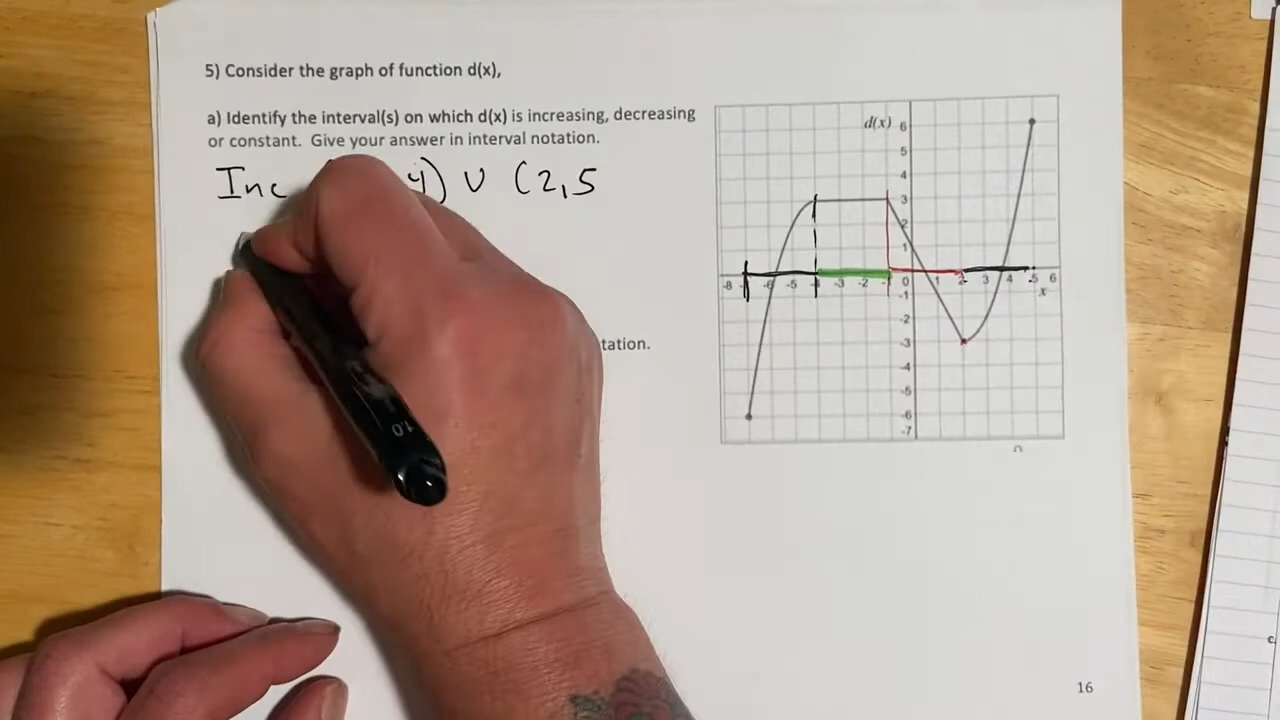 5) Consider the graph of function d(x),
a) Identify the interval(s) on which d(x) is increasing, decreasing
or constant. Give your answer in interval notation.
Inc 4) ∪ (2,5
tation.
d(x)
6
5
4
3
2
1
-8 -6 -5 -3 -2 0 1 2 3 4 5 6
x
-1
-2
-3
-4
-5
-6
-7
1.0
16